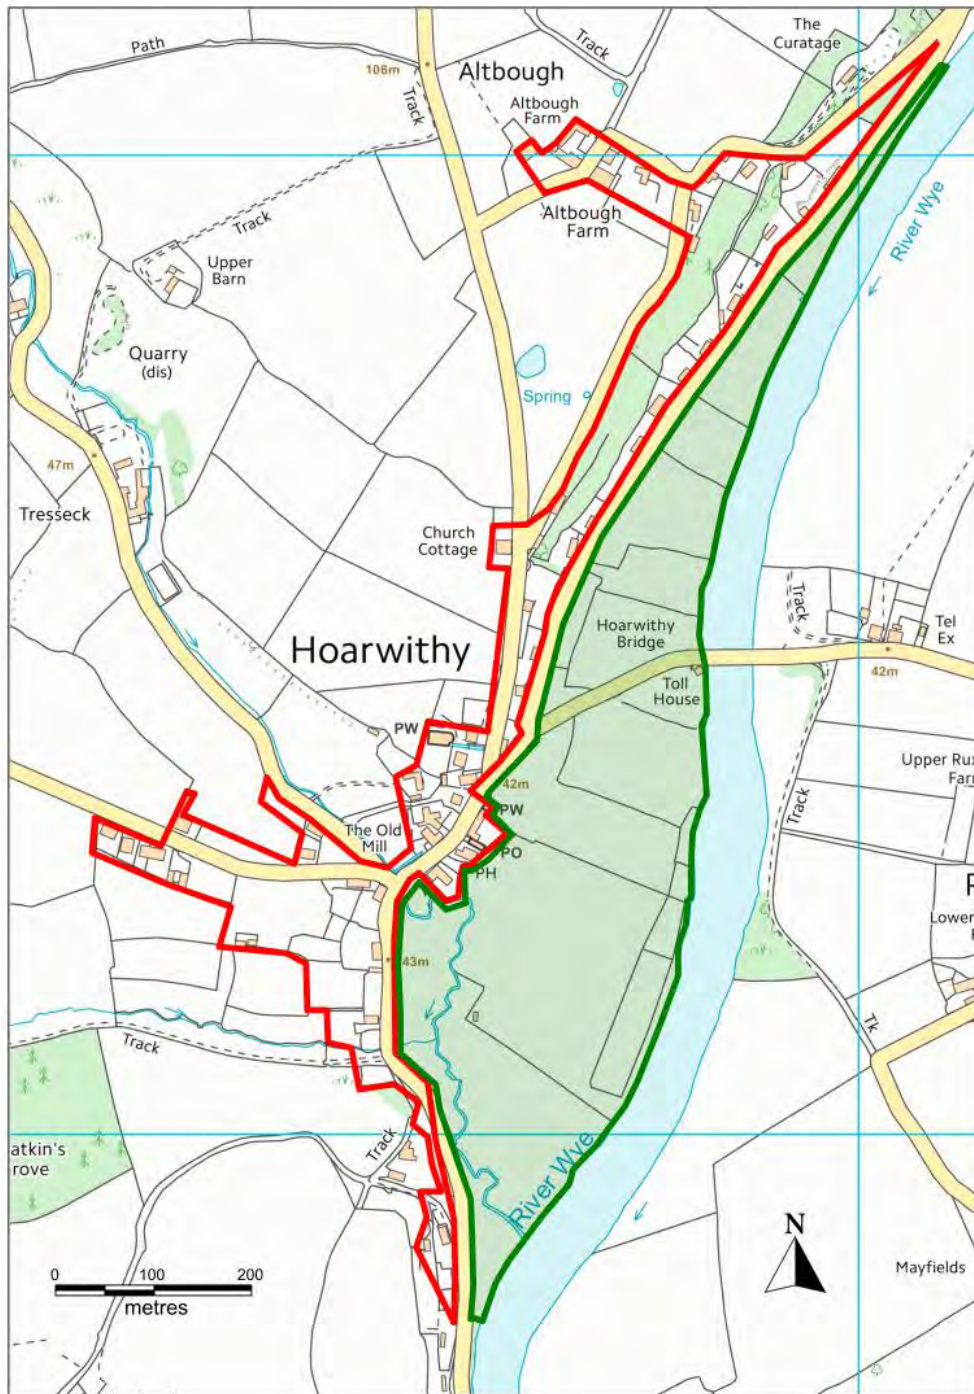 Path
106m
Track
Track
The
Curatage
Altbough
Altbough
Farm
Altbough
Farm
Track
Upper
Barn
River Wye
Quarry
(dis)
Spring
47m
Tresseck
Church
Cottage
Hoarwithy
Hoarwithy
Bridge
Track
Tel
Ex
Toll
House
42m
PW
42m
PW
Upper Rux
Farr
Track
The Old
Mill
PO
PH
Lower
43m
Track
Tk
atkin's
rove
Track
River Wye
N
Mayfields
0 100 200
metres